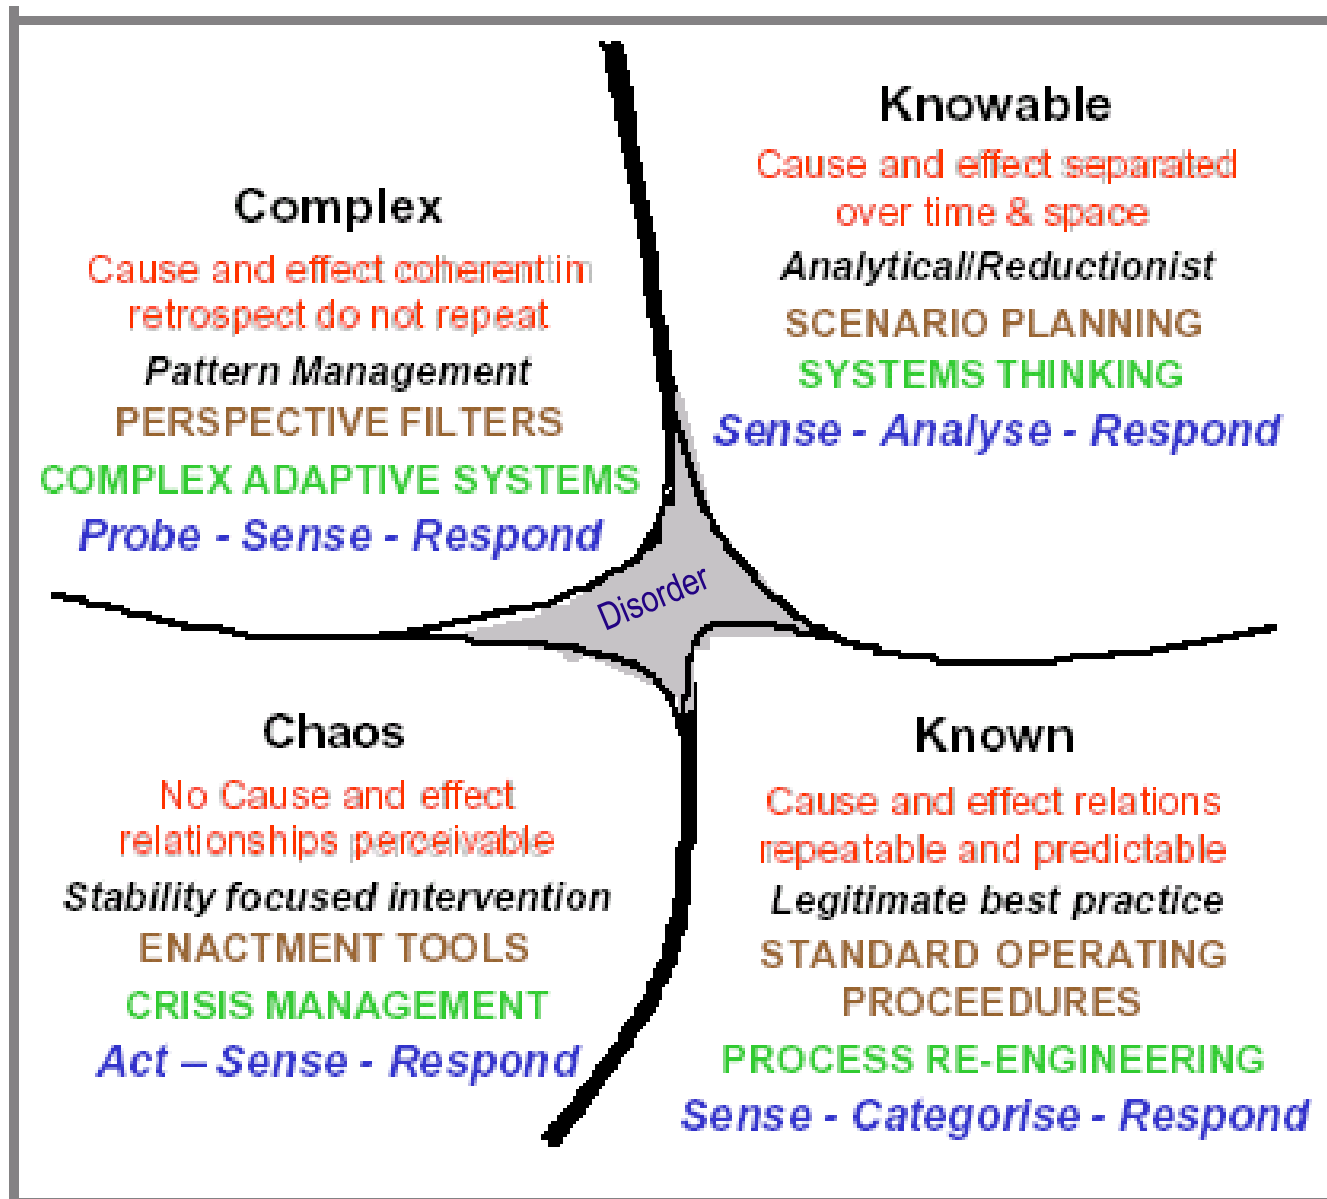 Complex
Cause and effect coherent in
retrospect do not repeat
Pattern Management
PERSPECTIVE FILTERS
COMPLEX ADAPTIVE SYSTEMS
Probe - Sense - Respond
Knowable
Cause and effect separated
over time & space
Analytical/Reductionist
SCENARIO PLANNING
SYSTEMS THINKING
Sense - Analyse - Respond
Disorder
Chaos
No Cause and effect
relationships perceivable
Stability focused intervention
ENACTMENT TOOLS
CRISIS MANAGEMENT
Act – Sense - Respond
Known
Cause and effect relations
repeatable and predictable
Legitimate best practice
STANDARD OPERATING
PROCEEDURES
PROCESS RE-ENGINEERING
Sense - Categorise - Respond